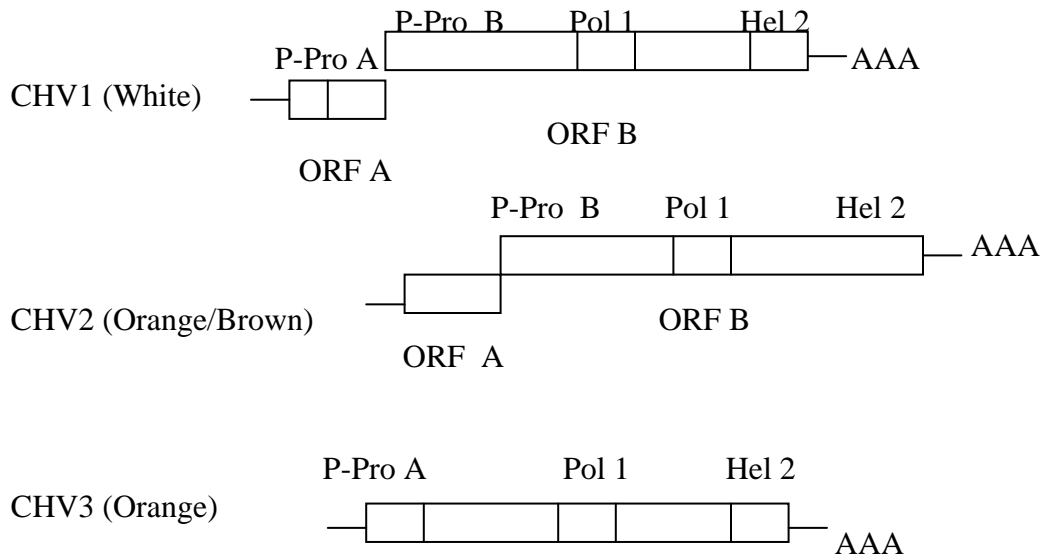 P-Pro B Pol 1 Hel 2
P-Pro A AAA
CHV1 (White)
ORF B
ORF A
P-Pro B Pol 1 Hel 2
AAA
CHV2 (Orange/Brown) ORF B
ORF A
P-Pro A Pol 1 Hel 2
CHV3 (Orange)
AAA